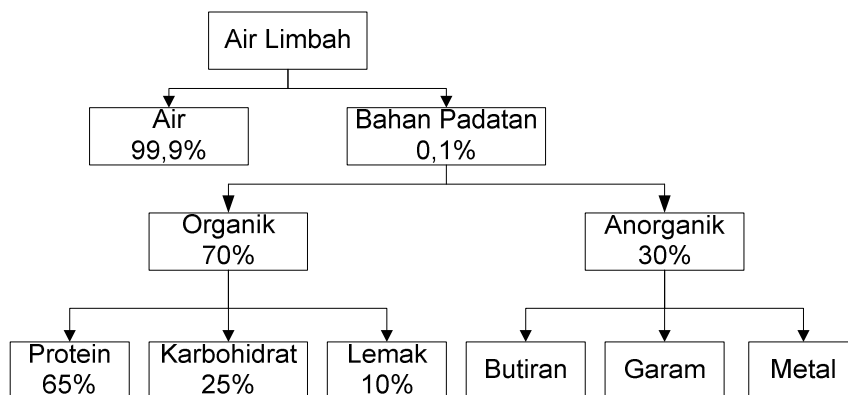 Air Limbah
Air
99,9%
Bahan Padatan
0,1%
Organik
70%
Anorganik
30%
Protein
65%
Karbohidrat
25%
Lemak
10%
Butiran
Garam
Metal